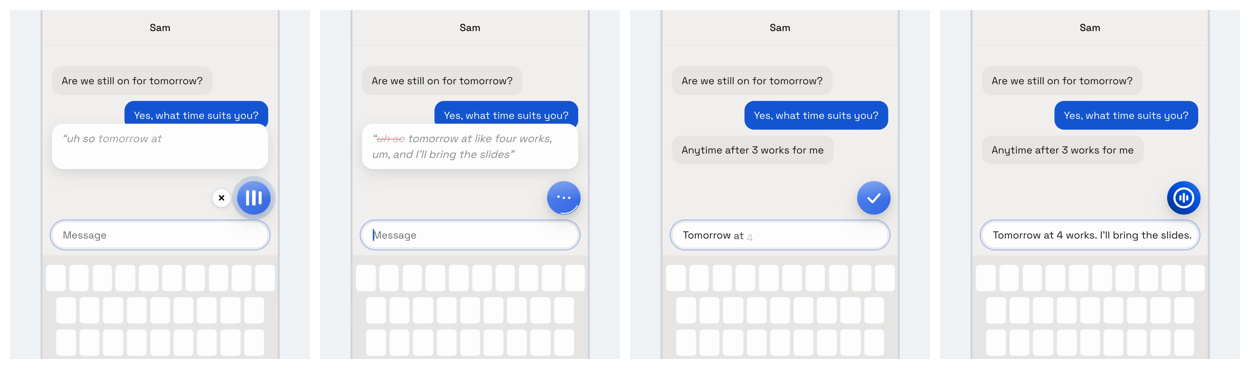 Sam
Are we still on for tomorrow?
Yes, what time suits you?
“uh so tomorrow at
Message
Sam
Are we still on for tomorrow?
Yes, what time suits you?
“uh so tomorrow at like four works,
um, and I’ll bring the slides”
Message
Sam
Are we still on for tomorrow?
Yes, what time suits you?
Anytime after 3 works for me
Tomorrow at 4
Sam
Are we still on for tomorrow?
Yes, what time suits you?
Anytime after 3 works for me
Tomorrow at 4 works. I’ll bring the slides.